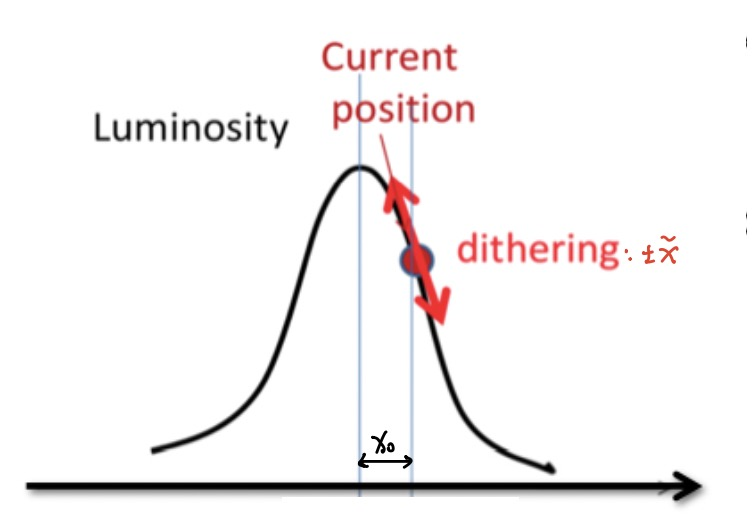 Current
position
Luminosity
dithering: ±x̃
x₀